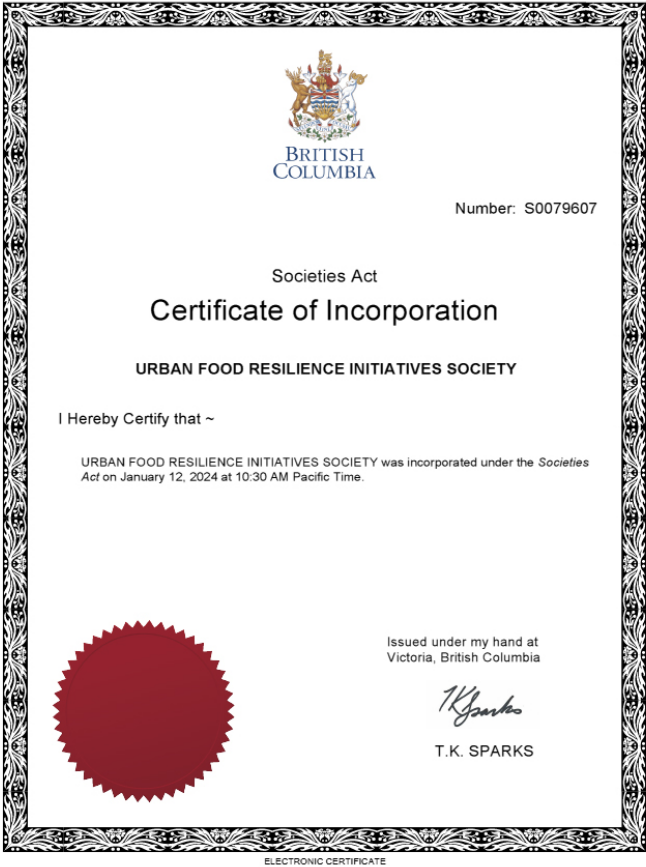 BRITISH
COLUMBIA
Number: S0079607
Societies Act
Certificate of Incorporation
URBAN FOOD RESILIENCE INITIATIVES SOCIETY
I Hereby Certify that ~
URBAN FOOD RESILIENCE INITIATIVES SOCIETY was incorporated under the Societies
Act on January 12, 2024 at 10:30 AM Pacific Time.
Issued under my hand at
Victoria, British Columbia
TKSparks
T.K. SPARKS
ELECTRONIC CERTIFICATE